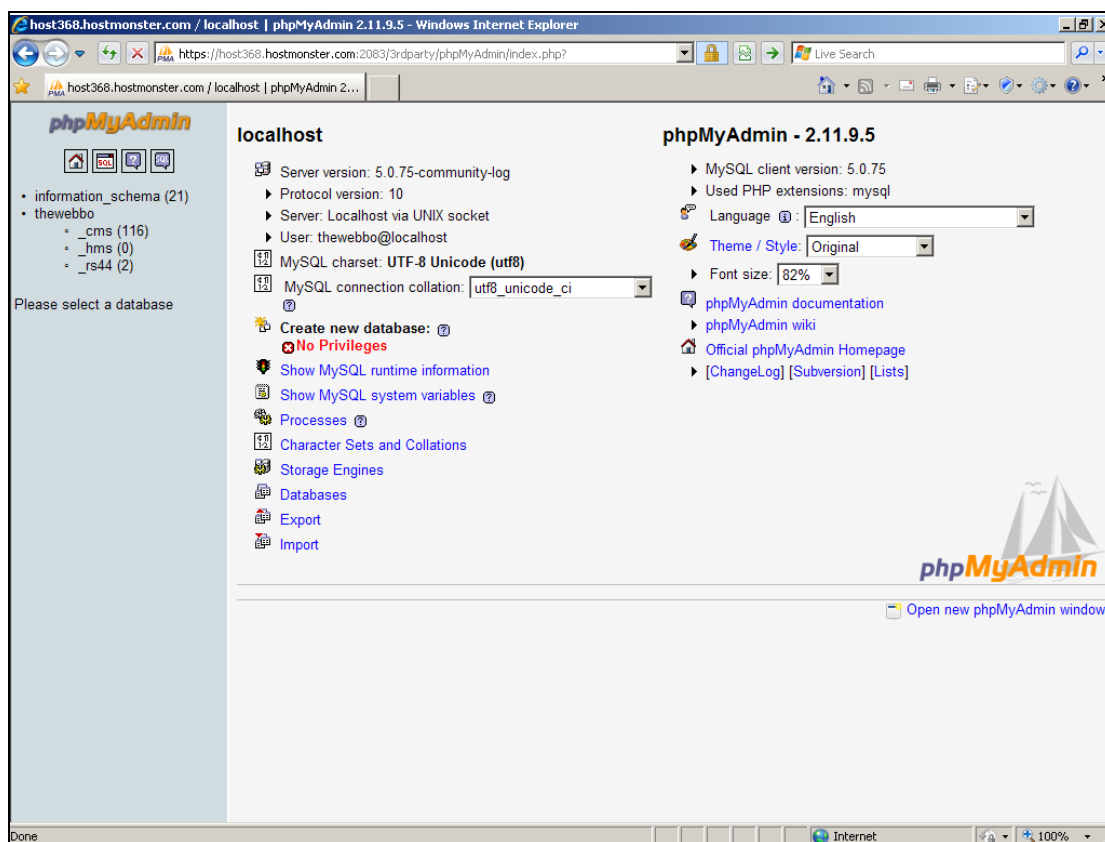 host368.hostmonster.com / localhost | phpMyAdmin 2.11.9.5 - Windows Internet Explorer
https://host368.hostmonster.com:2083/3rdparty/phpMyAdmin/index.php?
Live Search
host368.hostmonster.com / localhost | phpMyAdmin 2...
phpMyAdmin
SQL
SQL
information_schema (21)
thewebbo
_cms (116)
_hms (0)
_rs44 (2)
Please select a database
localhost
Server version: 5.0.75-community-log
Protocol version: 10
Server: Localhost via UNIX socket
User: thewebbo@localhost
MySQL charset: UTF-8 Unicode (utf8)
MySQL connection collation: utf8_unicode_ci
Create new database:
No Privileges
Show MySQL runtime information
Show MySQL system variables
Processes
Character Sets and Collations
Storage Engines
Databases
Export
Import
phpMyAdmin - 2.11.9.5
MySQL client version: 5.0.75
Used PHP extensions: mysql
Language : English
Theme / Style: Original
Font size: 82%
phpMyAdmin documentation
phpMyAdmin wiki
Official phpMyAdmin Homepage
[ChangeLog] [Subversion] [Lists]
phpMyAdmin
Open new phpMyAdmin window
Done
Internet
100%